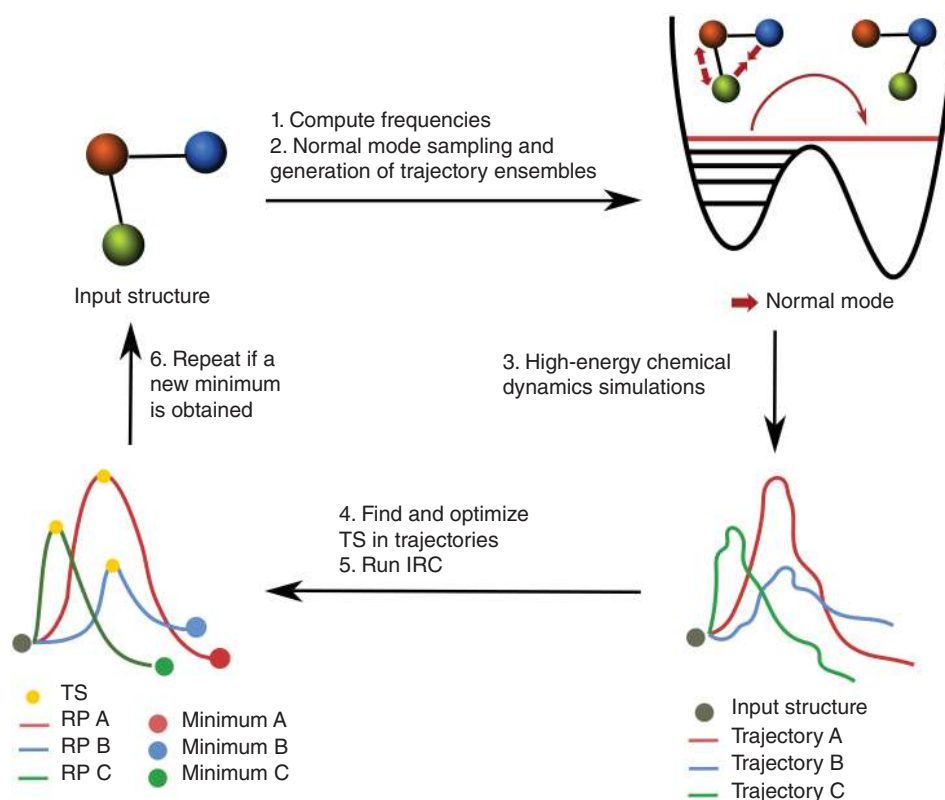 1. Compute frequencies
2. Normal mode sampling and
generation of trajectory ensembles
Input structure
Normal mode
6. Repeat if a
new minimum
is obtained
3. High-energy chemical
dynamics simulations
4. Find and optimize
TS in trajectories
5. Run IRC
TS
RP A
RP B
RP C
Minimum A
Minimum B
Minimum C
Input structure
Trajectory A
Trajectory B
Trajectory C